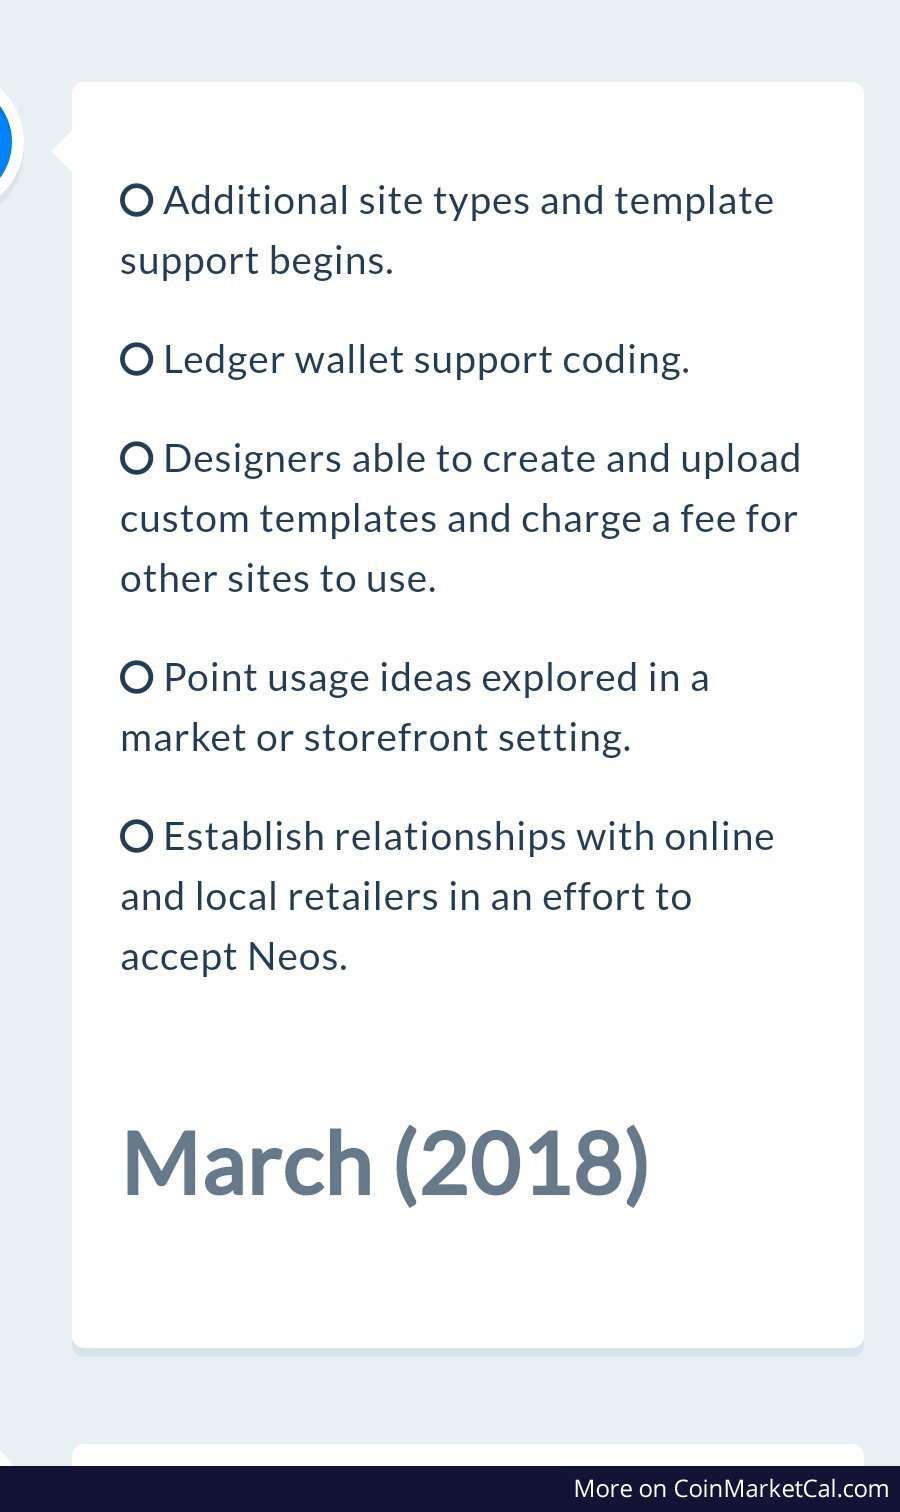 Additional site types and template
support begins.
Ledger wallet support coding.
Designers able to create and upload
custom templates and charge a fee for
other sites to use.
Point usage ideas explored in a
market or storefront setting.
Establish relationships with online
and local retailers in an effort to
accept Neos.
March (2018)
More on CoinMarketCal.com